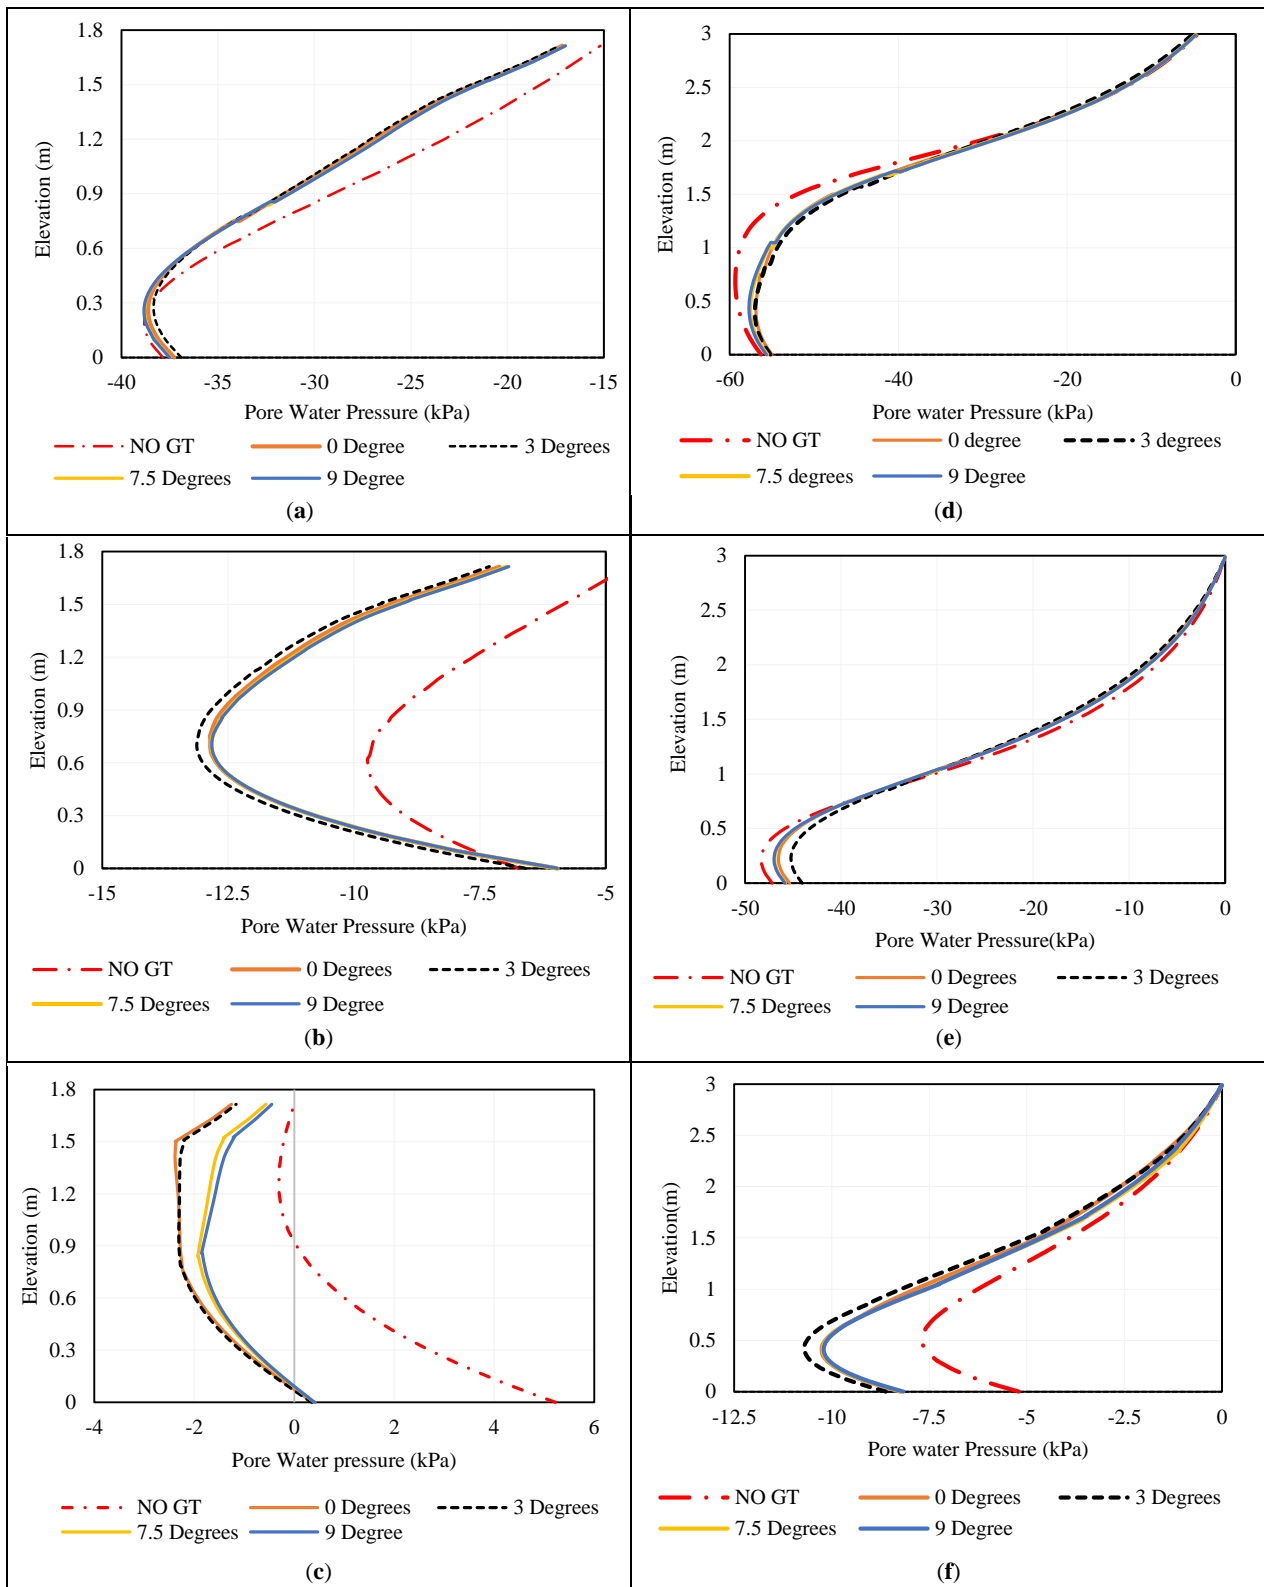 1.8
1.5
1.2
0.9
0.6
0.3
0
Elevation (m)
-40 -35 -30 -25 -20 -15
Pore Water Pressure (kPa)
NO GT 0 Degree 3 Degrees
7.5 Degrees 9 Degree
(a)
3
2.5
2
1.5
1
0.5
0
Elevation (m)
-60 -40 -20 0
Pore water Pressure (kPa)
NO GT 0 degree 3 degrees
7.5 degrees 9 Degree
(d)
1.8
1.5
1.2
0.9
0.6
0.3
0
Elevation (m)
-15 -12.5 -10 -7.5 -5
Pore Water Pressure (kPa)
NO GT 0 Degrees 3 Degrees
7.5 Degrees 9 Degree
(b)
3
2.5
2
1.5
1
0.5
0
Elevation (m)
-50 -40 -30 -20 -10 0
Pore Water Pressure(kPa)
NO GT 0 Degrees 3 Degrees
7.5 Degrees 9 Degree
(e)
1.8
1.5
1.2
0.9
0.6
0.3
0
Elevation (m)
-4 -2 0 2 4 6
Pore Water pressure (kPa)
NO GT 0 Degrees 3 Degrees
7.5 Degrees 9 Degree
(c)
3
2.5
2
1.5
1
0.5
0
Elevation(m)
-12.5 -10 -7.5 -5 -2.5 0
Pore water Pressure (kPa)
NO GT 0 Degrees 3 Degrees
7.5 Degrees 9 Degree
(f)